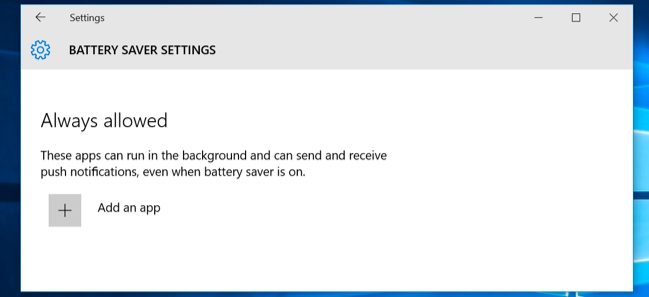 Settings
BATTERY SAVER SETTINGS
Always allowed
These apps can run in the background and can send and receive
push notifications, even when battery saver is on.
Add an app